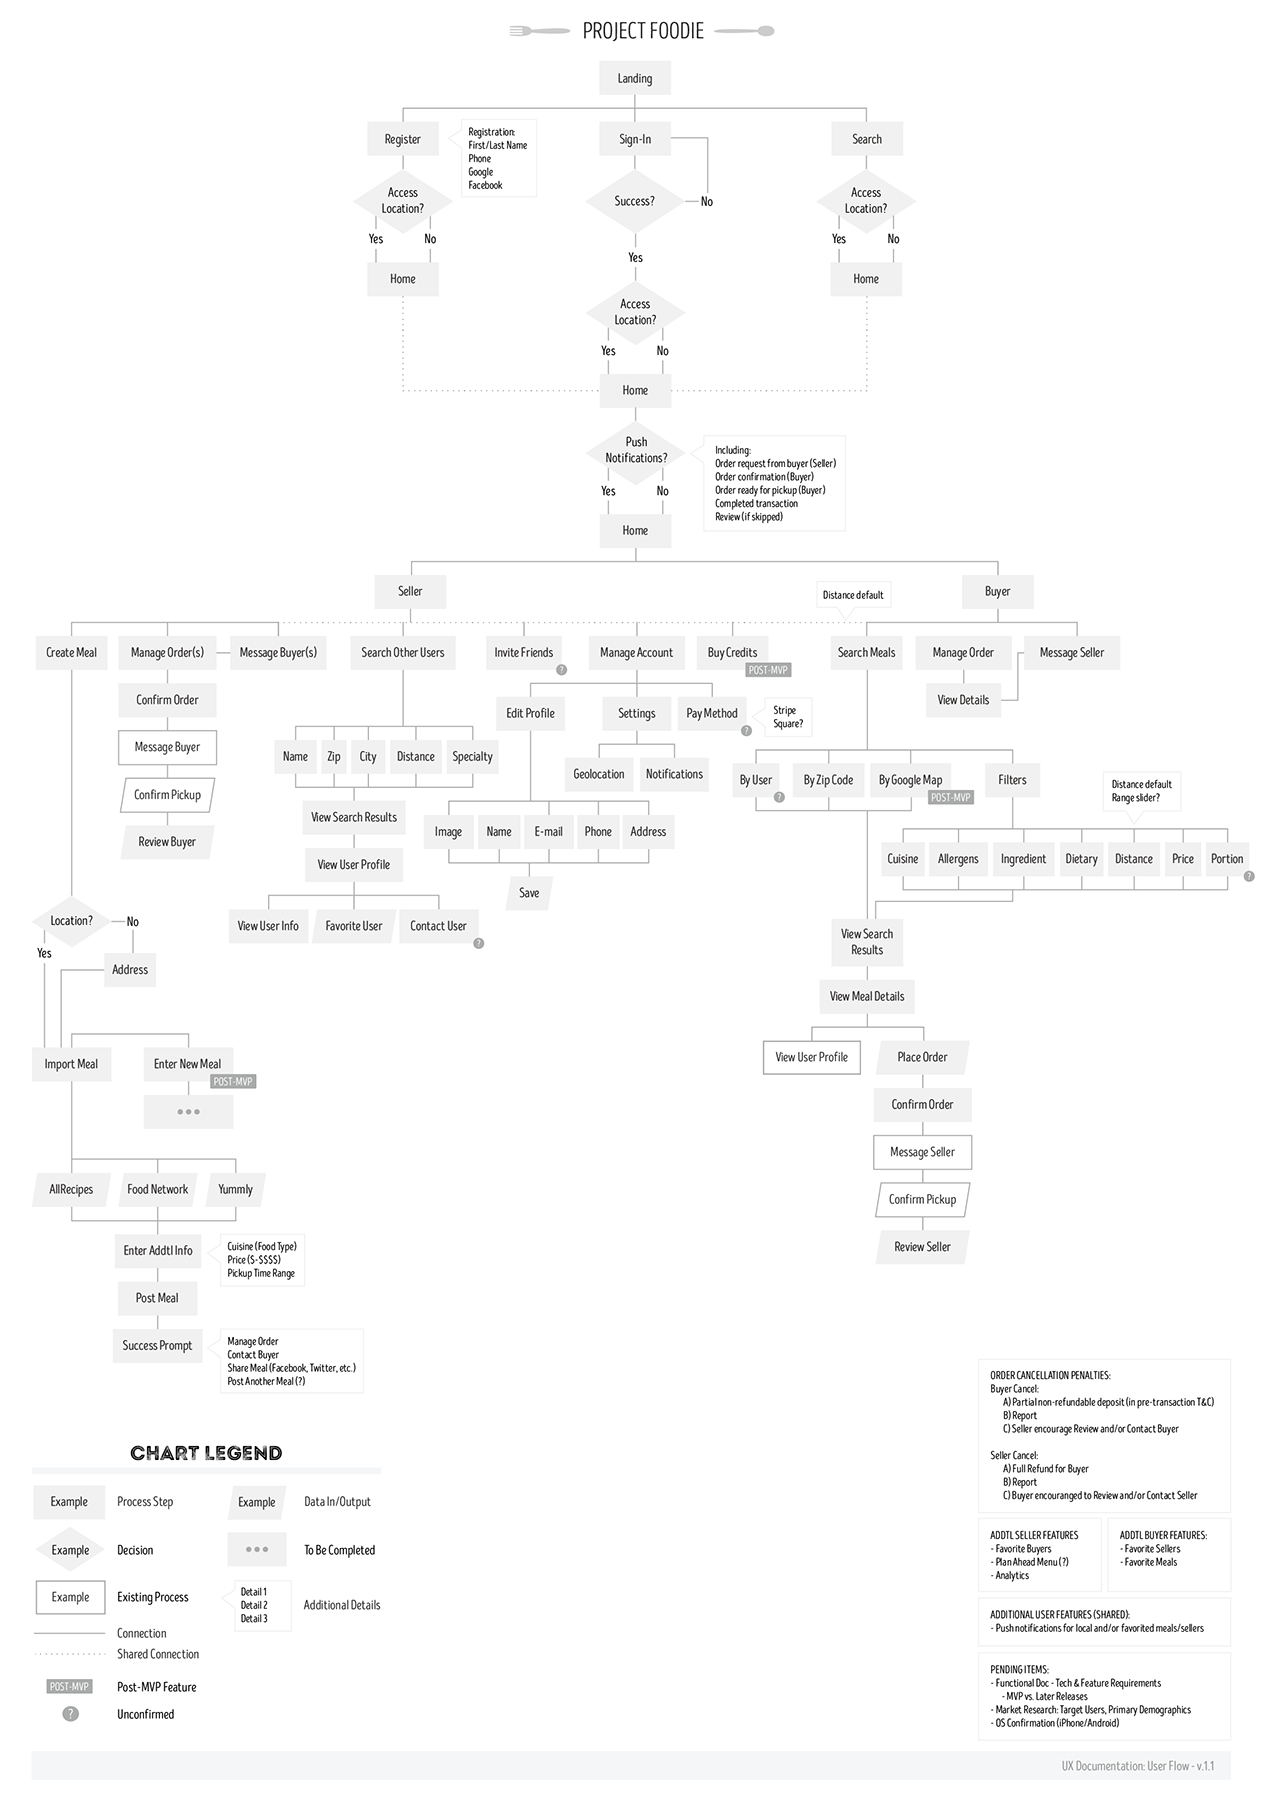 PROJECT FOODIE
Landing
Register
Registration:
First/Last Name
Phone
Google
Facebook
Sign-In
Search
Access
Location?
Success?
No
Access
Location?
Yes
No
Yes
Yes
No
Home
Access
Location?
Home
Yes
No
Home
Push
Notifications?
Including:
Order request from buyer (Seller)
Order confirmation (Buyer)
Order ready for pickup (Buyer)
Completed transaction
Review (if skipped)
Yes
No
Home
Seller
Distance default
Buyer
Create Meal
Manage Order(s)
Message Buyer(s)
Search Other Users
Invite Friends
?
Manage Account
Buy Credits
POST-MVP
Search Meals
Manage Order
Message Seller
Confirm Order
Message Buyer
Confirm Pickup
Review Buyer
View Details
Edit Profile
Settings
Pay Method
?
Stripe
Square?
Name
Zip
City
Distance
Specialty
Geolocation
Notifications
By User
?
By Zip Code
By Google Map
POST-MVP
Filters
Distance default
Range slider?
View Search Results
Image
Name
E-mail
Phone
Address
View User Profile
Save
Cuisine
Allergens
Ingredient
Dietary
Distance
Price
Portion
?
View User Info
Favorite User
Contact User
?
Location?
No
Yes
Address
View Search
Results
View Meal Details
Import Meal
Enter New Meal
POST-MVP
View User Profile
Place Order
Confirm Order
Message Seller
Confirm Pickup
Review Seller
AllRecipes
Food Network
Yummly
Enter Addtl Info
Cuisine (Food Type)
Price ($-$$$$)
Pickup Time Range
Post Meal
Success Prompt
Manage Order
Contact Buyer
Share Meal (Facebook, Twitter, etc.)
Post Another Meal (?)
CHART LEGEND
Example
Process Step
Example
Data In/Output
Example
Decision
To Be Completed
Example
Existing Process
Detail 1
Detail 2
Detail 3
Additional Details
Connection
Shared Connection
POST-MVP
Post-MVP Feature
?
Unconfirmed
ORDER CANCELLATION PENALTIES:
Buyer Cancel:
A) Partial non-refundable deposit (in pre-transaction T&C)
B) Report
C) Seller encourage Review and/or Contact Buyer
Seller Cancel:
A) Full Refund for Buyer
B) Report
C) Buyer encouranged to Review and/or Contact Seller
ADDTL SELLER FEATURES
- Favorite Buyers
- Plan Ahead Menu (?)
- Analytics
ADDTL BUYER FEATURES:
- Favorite Sellers
- Favorite Meals
ADDITIONAL USER FEATURES (SHARED):
- Push notifications for local and/or favorited meals/sellers
PENDING ITEMS:
- Functional Doc - Tech & Feature Requirements
- MVP vs. Later Releases
- Market Research: Target Users, Primary Demographics
- OS Confirmation (iPhone/Android)
UX Documentation: User Flow - v.1.1